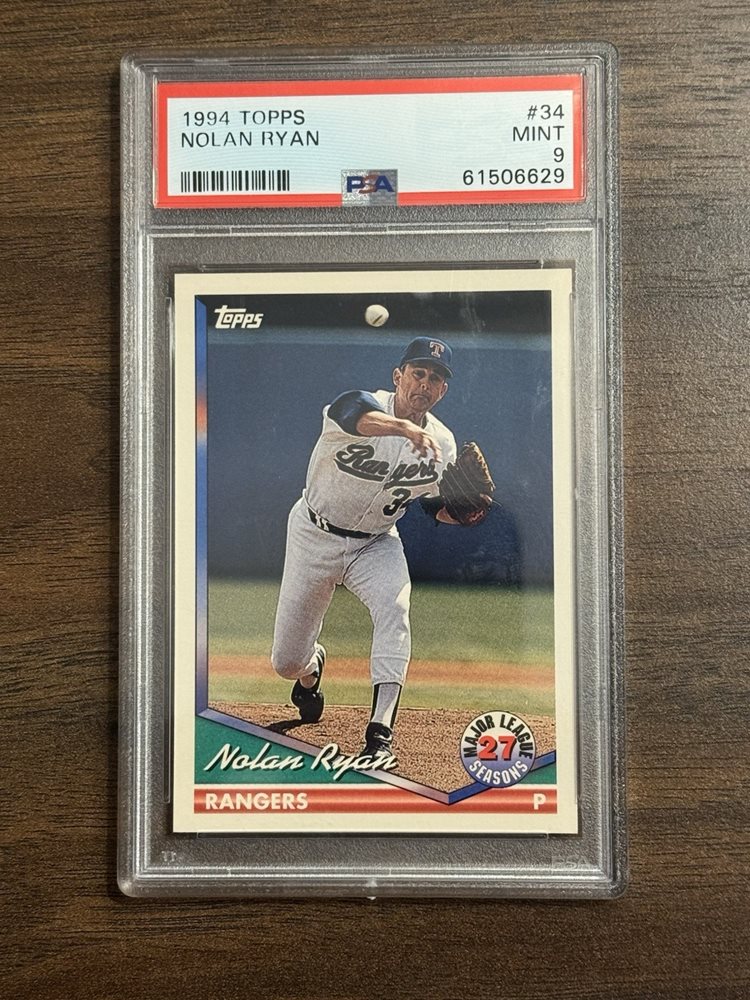 1994 TOPPS #34
NOLAN RYAN MINT
9
PSA 61506629
Topps
T
Rangers
34
Nolan Ryan
MAJOR LEAGUE
27
SEASONS
RANGERS P
PSA